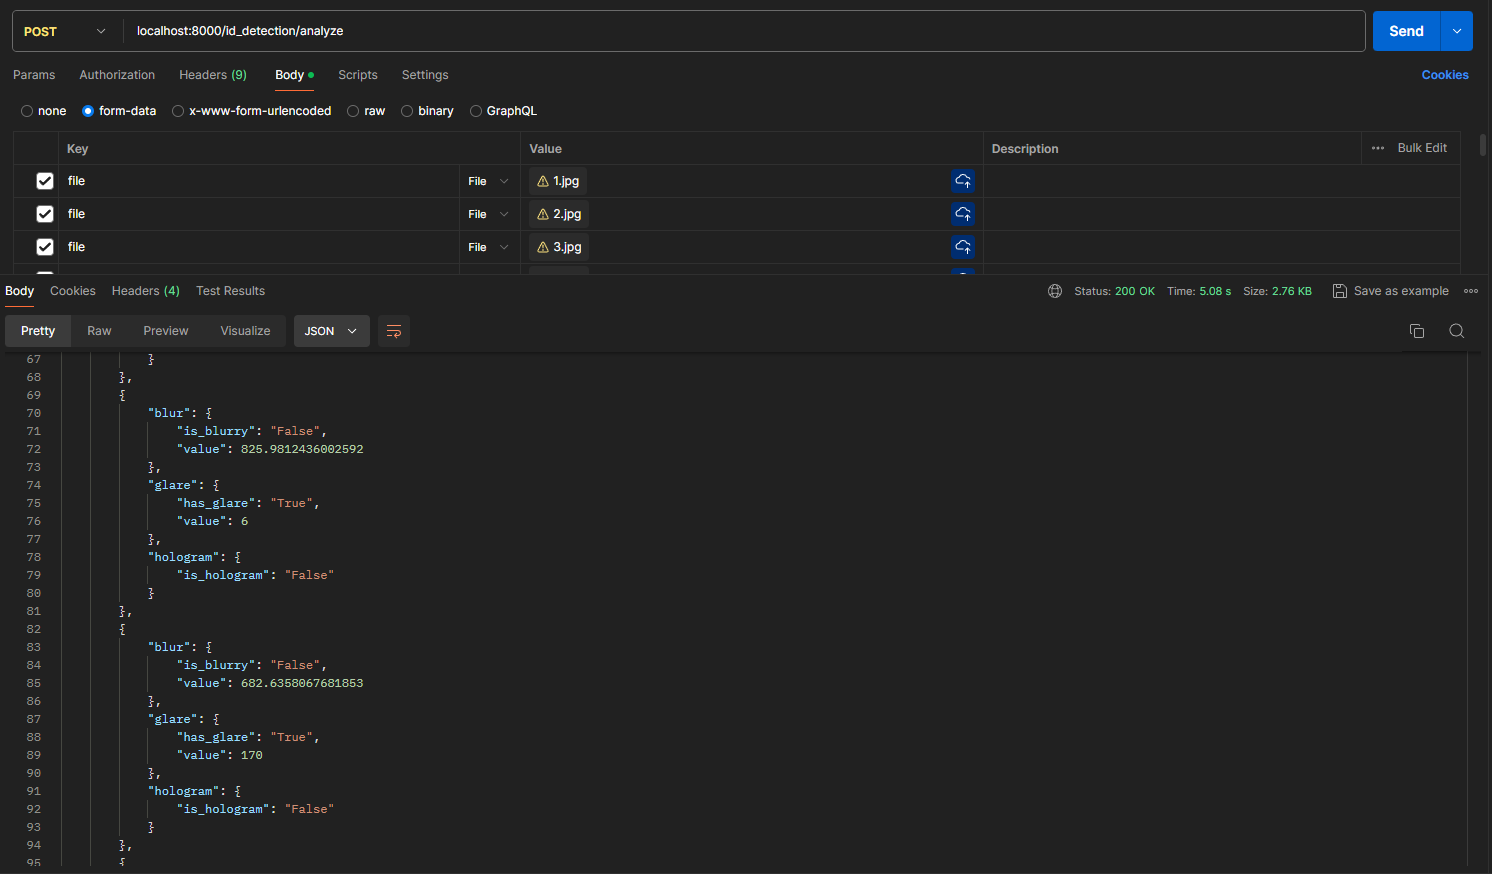 POST localhost:8000/id_detection/analyze Send
Params Authorization Headers (9) Body Scripts Settings Cookies
none form-data x-www-form-urlencoded raw binary GraphQL
Key Value Description ••• Bulk Edit
file File 1.jpg
file File 2.jpg
file File 3.jpg
Body Cookies Headers (4) Test Results Status: 200 OK Time: 5.08 s Size: 2.76 KB Save as example
Pretty Raw Preview Visualize JSON
67 }
68 },
69 {
70 "blur": {
71 "is_blurry": "False",
72 "value": 825.9812436002592
73 },
74 "glare": {
75 "has_glare": "True",
76 "value": 6
77 },
78 "hologram": {
79 "is_hologram": "False"
80 }
81 },
82 {
83 "blur": {
84 "is_blurry": "False",
85 "value": 682.6358067681853
86 },
87 "glare": {
88 "has_glare": "True",
89 "value": 170
90 },
91 "hologram": {
92 "is_hologram": "False"
93 }
94 },
95 {